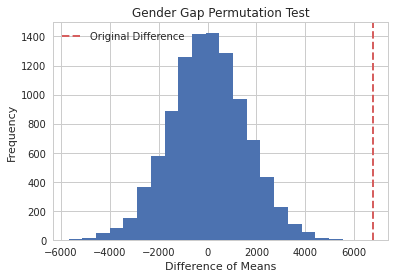 Gender Gap Permutation Test
Original Difference
1400
1200
1000
800
600
400
200
0
Frequency
−6000 −4000 −2000 0 2000 4000 6000
Difference of Means